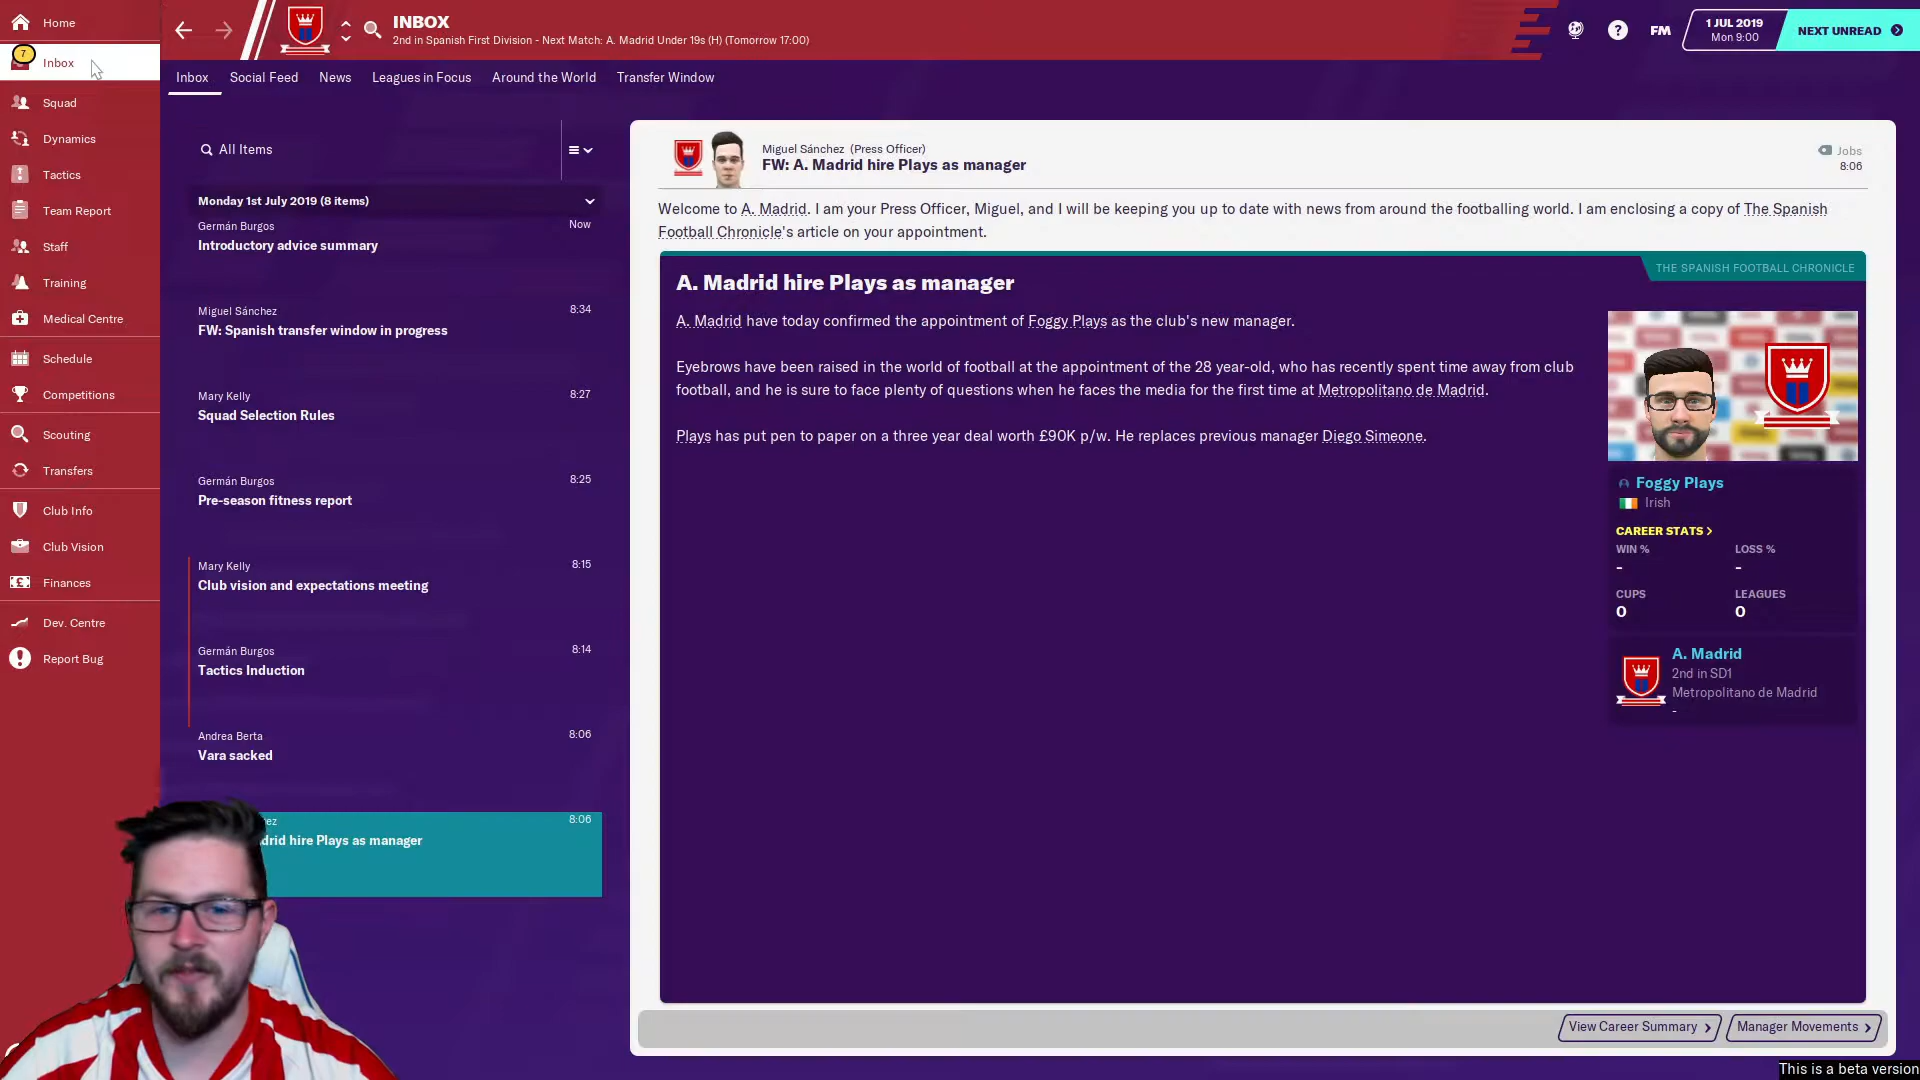 Home
7
Inbox
Squad
Dynamics
Tactics
Team Report
Staff
Training
Medical Centre
Schedule
Competitions
Scouting
Transfers
Club Info
Club Vision
Finances
Dev. Centre
Report Bug
INBOX
2nd in Spanish First Division - Next Match: A. Madrid Under 19s (H) (Tomorrow 17:00)
FM
1 JUL 2019
Mon 9:00
NEXT UNREAD
Inbox Social Feed News Leagues in Focus Around the World Transfer Window
All Items
Monday 1st July 2019 (8 items)
Germán Burgos Now
Introductory advice summary
Miguel Sánchez 8:34
FW: Spanish transfer window in progress
Mary Kelly 8:27
Squad Selection Rules
Germán Burgos 8:25
Pre-season fitness report
Mary Kelly 8:15
Club vision and expectations meeting
Germán Burgos 8:14
Tactics Induction
Andrea Berta 8:06
Vara sacked
ez 8:06
drid hire Plays as manager
Miguel Sánchez (Press Officer)
FW: A. Madrid hire Plays as manager
Jobs
8:06
Welcome to A. Madrid. I am your Press Officer, Miguel, and I will be keeping you up to date with news from around the footballing world. I am enclosing a copy of The Spanish
Football Chronicle's article on your appointment.
THE SPANISH FOOTBALL CHRONICLE
A. Madrid hire Plays as manager
A. Madrid have today confirmed the appointment of Foggy Plays as the club's new manager.
Eyebrows have been raised in the world of football at the appointment of the 28 year-old, who has recently spent time away from club
football, and he is sure to face plenty of questions when he faces the media for the first time at Metropolitano de Madrid.
Plays has put pen to paper on a three year deal worth £90K p/w. He replaces previous manager Diego Simeone.
Foggy Plays
Irish
CAREER STATS >
WIN % LOSS %
- -
CUPS LEAGUES
0 0
A. Madrid
2nd in SD1
Metropolitano de Madrid
-
View Career Summary > Manager Movements >
This is a beta version